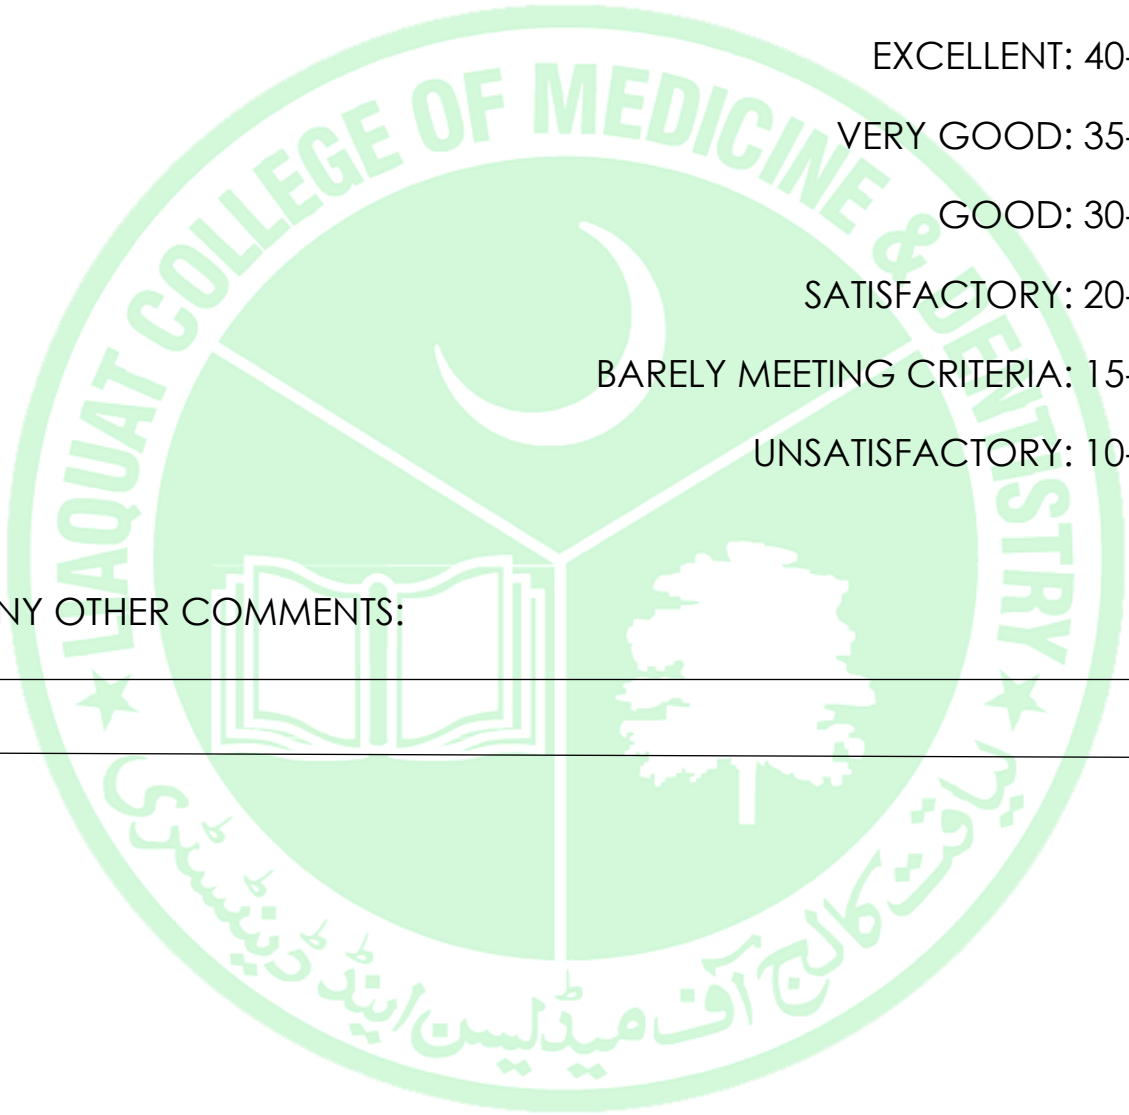 EXCELLENT: 40-
VERY GOOD: 35-
GOOD: 30-
SATISFACTORY: 20-
BARELY MEETING CRITERIA: 15-
UNSATISFACTORY: 10-
NY OTHER COMMENTS:
LIAQUAT COLLEGE OF MEDICINE & DENTISTRY
لیاقت کالج آف میڈیسن اینڈ ڈینٹسٹری